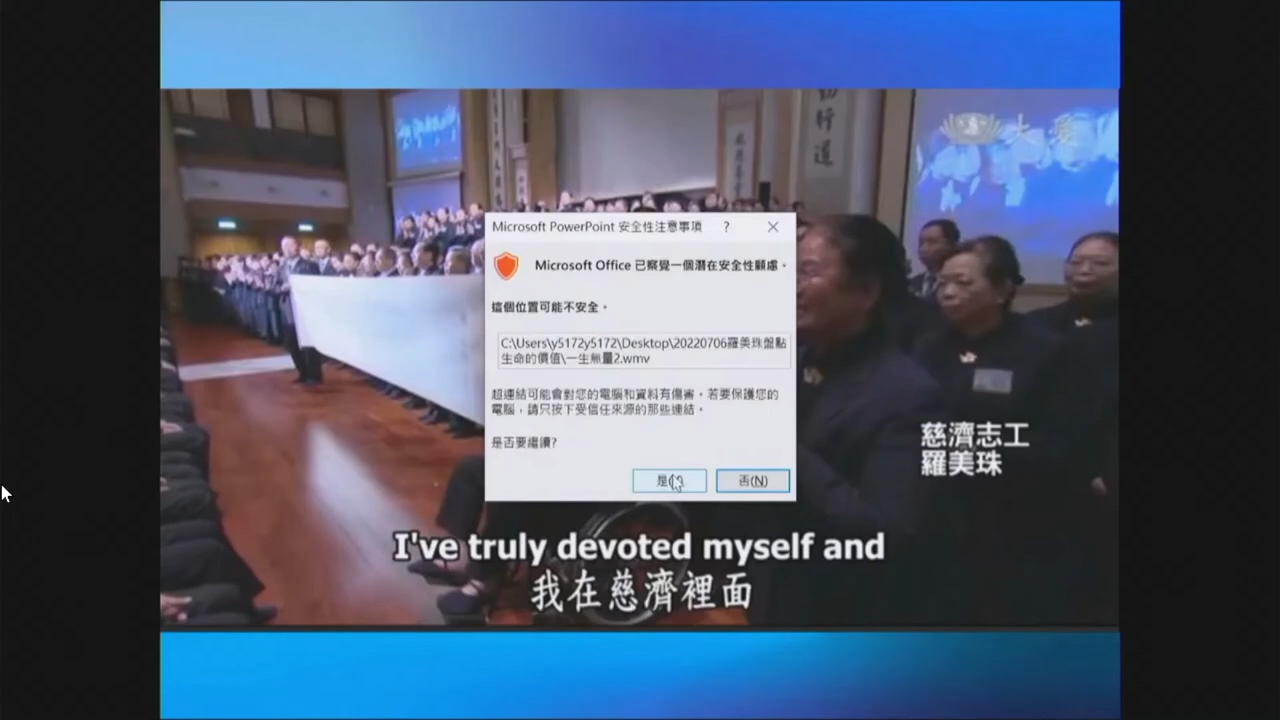 大愛
勤行道
Microsoft PowerPoint 安全性注意事項
Microsoft Office 已察覺一個潛在安全性顧慮。
這個位置可能不安全。
C:\Users\y5172y5172\Desktop\20220706羅美珠盤點
生命的價值\一生無量2.wmv
超連結可能會對您的電腦和資料有傷害。若要保護您的
電腦，請只按下受信任來源的那些連結。
是否要繼續?
否(N)
慈濟志工
羅美珠
I've truly devoted myself and
我在慈濟裡面